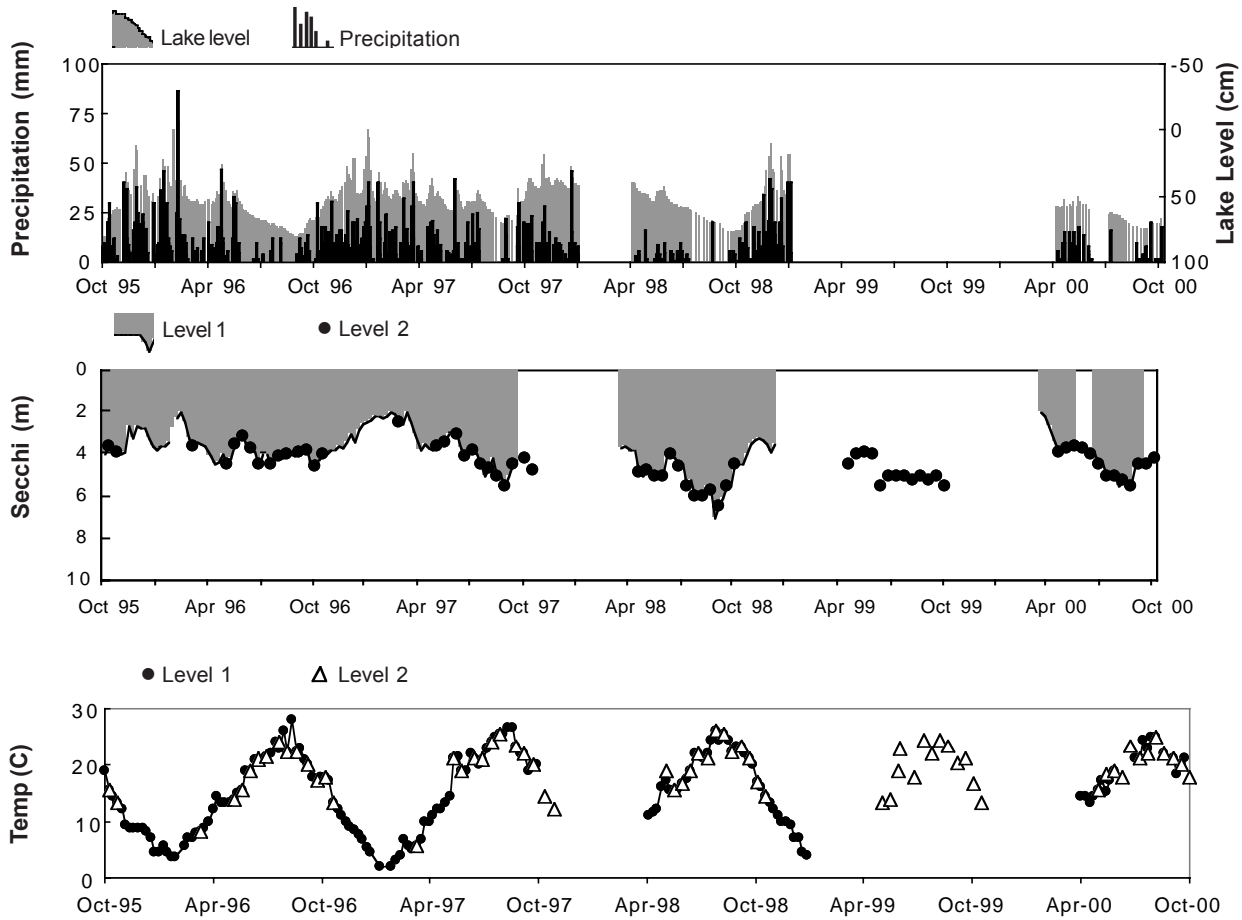 Lake level Precipitation
Precipitation (mm)
100
75
50
25
0
-50
0
50
100
Lake Level (cm)
Oct 95 Apr 96 Oct 96 Apr 97 Oct 97 Apr 98 Oct 98 Apr 99 Oct 99 Apr 00 Oct 00
Level 1 Level 2
Secchi (m)
0
2
4
6
8
10
Oct 95 Apr 96 Oct 96 Apr 97 Oct 97 Apr 98 Oct 98 Apr 99 Oct 99 Apr 00 Oct 00
Level 1 Level 2
Temp (C)
30
20
10
0
Oct-95 Apr-96 Oct-96 Apr-97 Oct-97 Apr-98 Oct-98 Apr-99 Oct-99 Apr-00 Oct-00